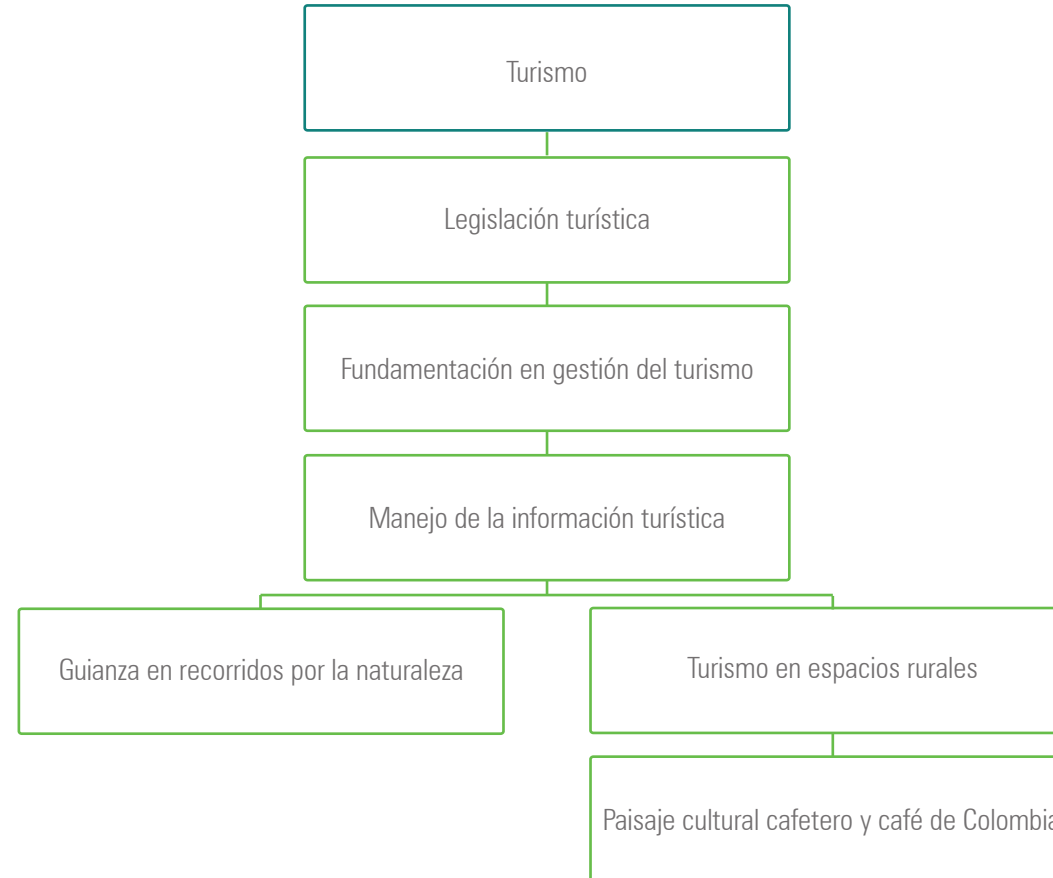 Turismo
Legislación turística
Fundamentación en gestión del turismo
Manejo de la información turística
Guianza en recorridos por la naturaleza
Turismo en espacios rurales
Paisaje cultural cafetero y café de Colombia